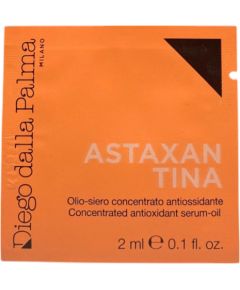 Diego dalla Palma
MILANO
ASTAXAN
TINA
Olio-siero concentrato antiossidante
Concentrated antioxidant serum-oil
2 ml ℮ 0.1 fl. oz.